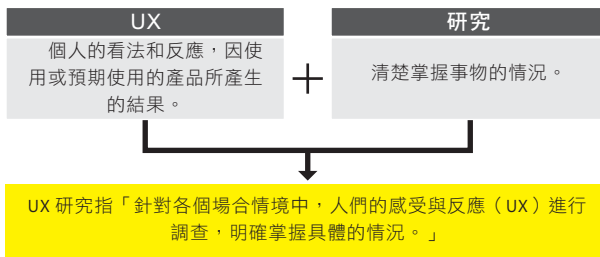 UX
個人的看法和反應，因使
用或預期使用的產品所產生
的結果。
+
研究
清楚掌握事物的情況。
UX 研究指「針對各個場合情境中，人們的感受與反應（UX）進行
調查，明確掌握具體的情況。」